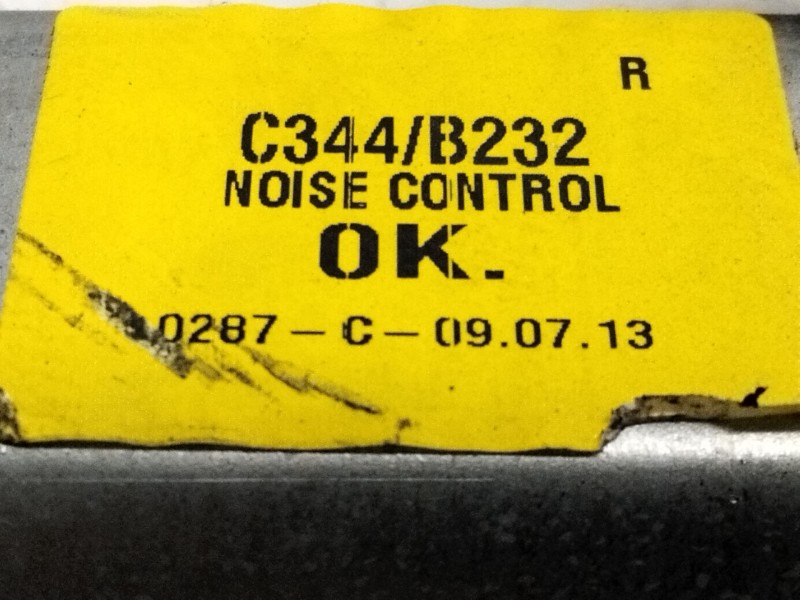 R
C344/B232
NOISE CONTROL
OK.
0287-C-09.07.13